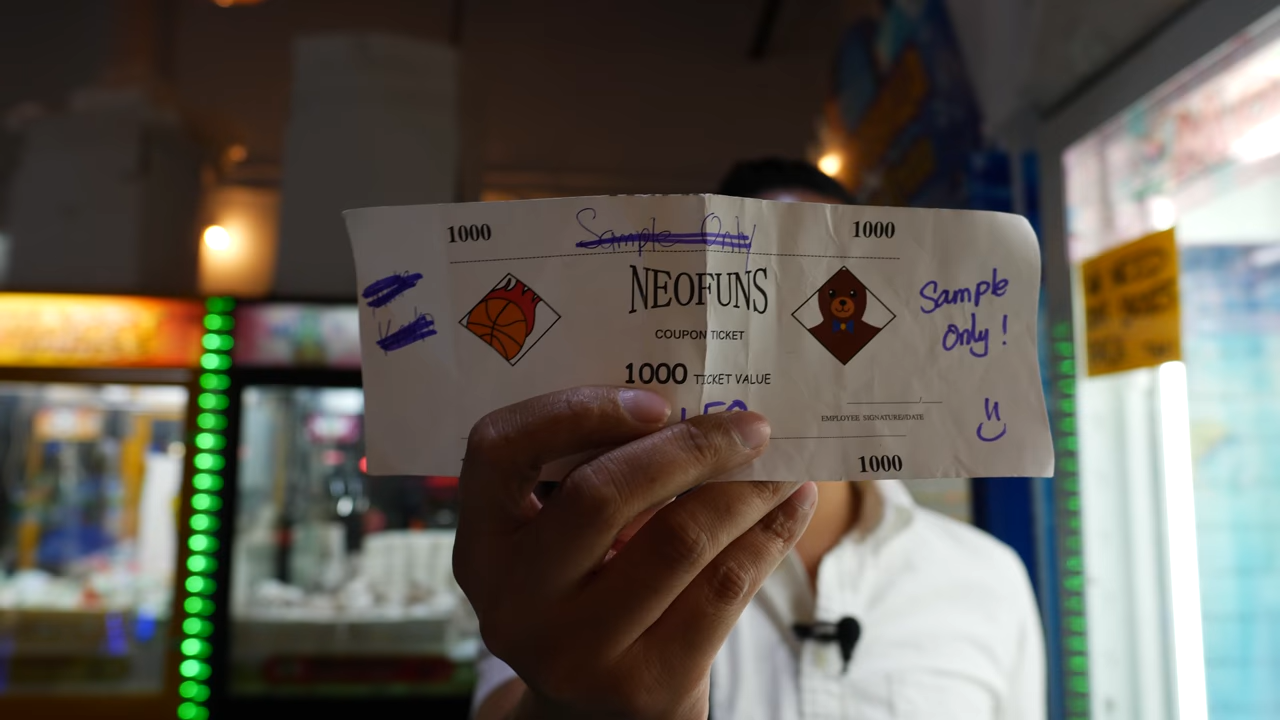 1000
Sample Only
1000
NEOFUNS
COUPON TICKET
1000 TICKET VALUE
Sample
only!
EMPLOYEE SIGNATURE//DATE
1000